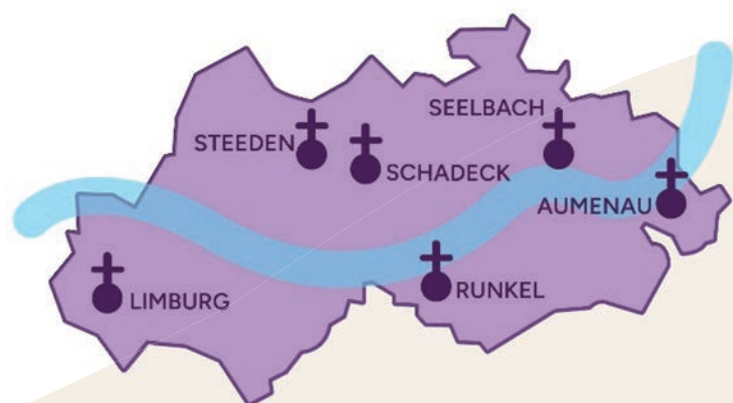 SEELBACH
STEEDEN
SCHADECK
AUMENAU
LIMBURG
RUNKEL